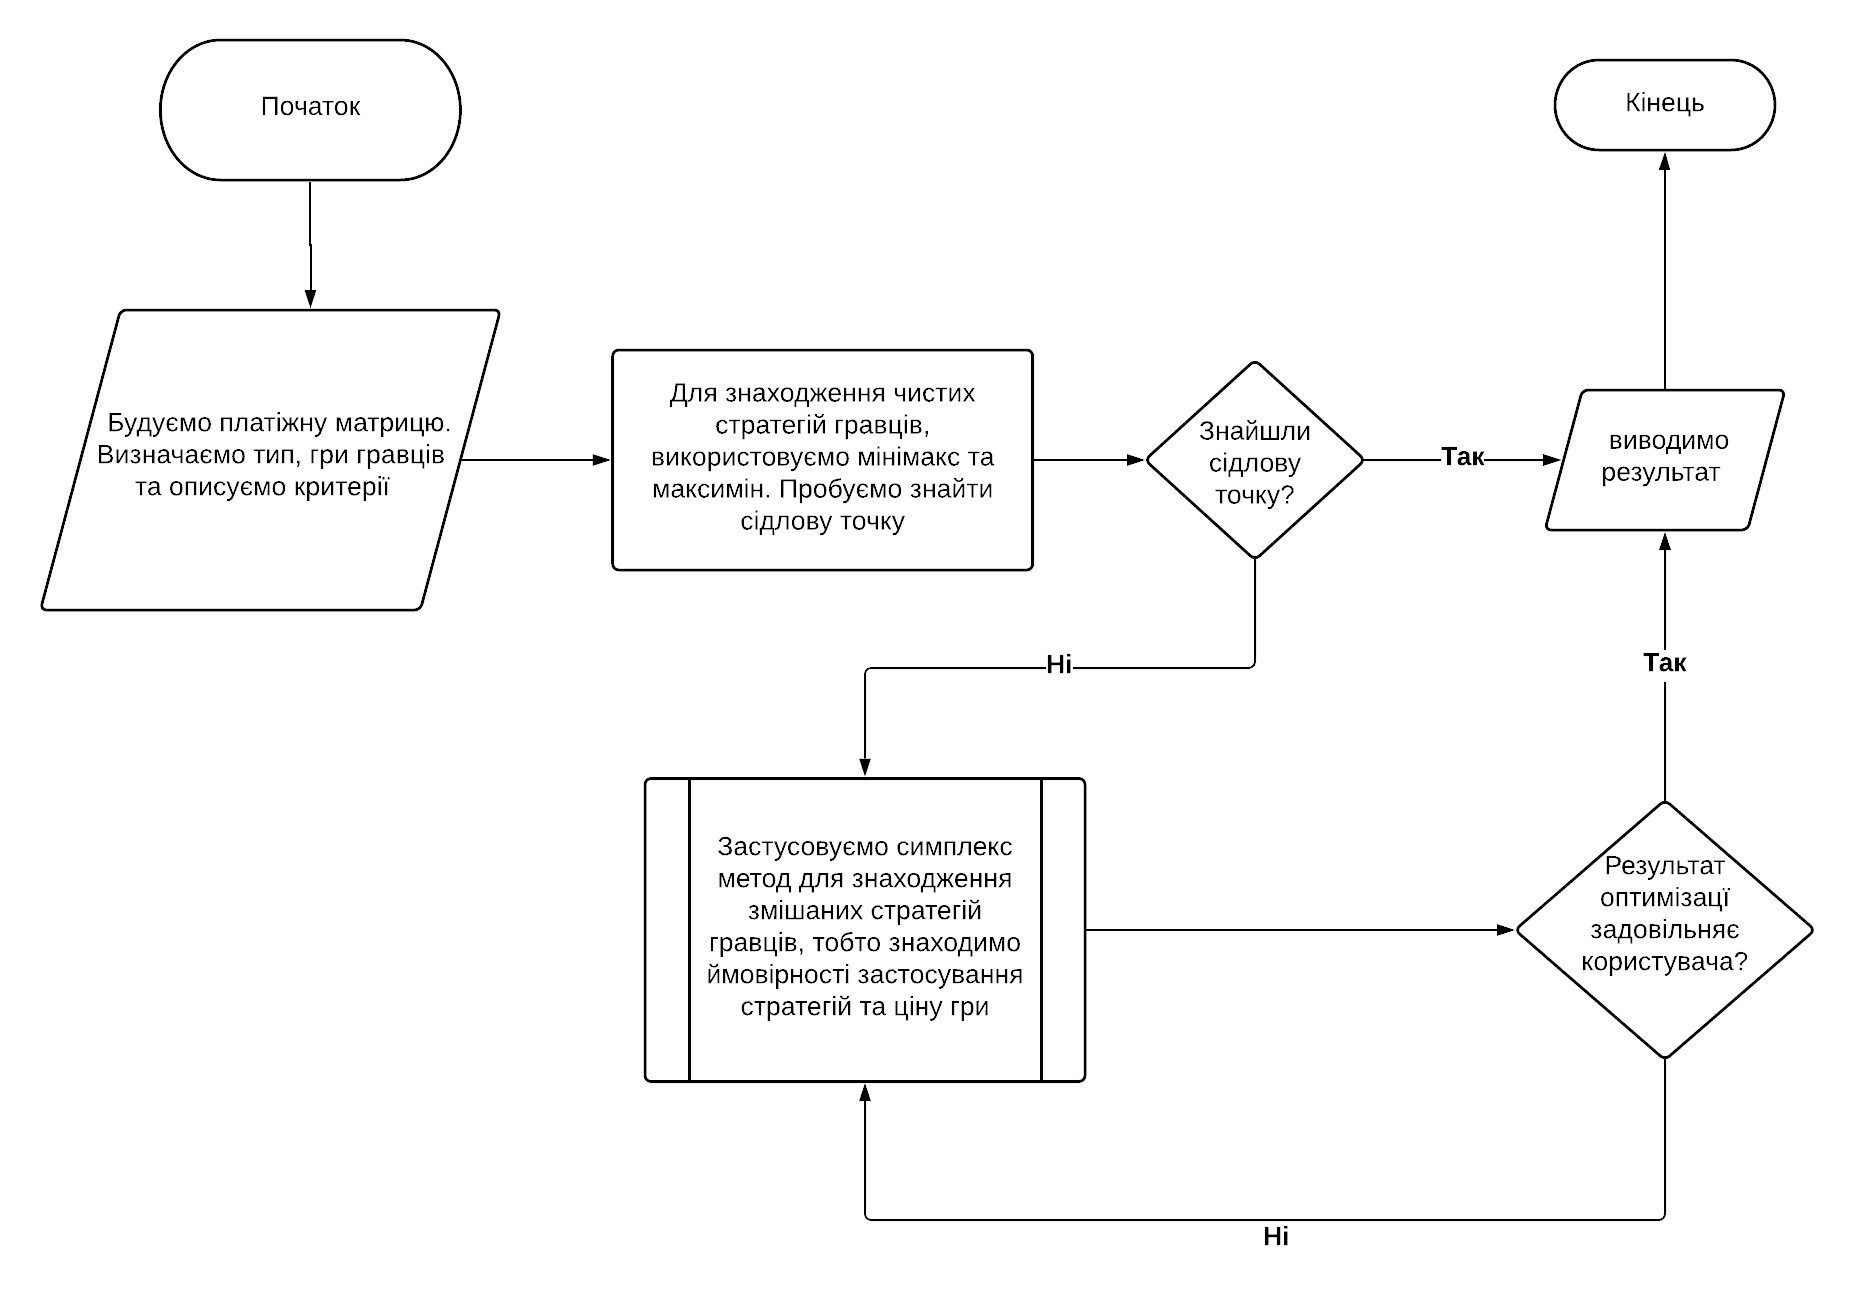 Початок
Кінець
Будуємо платіжну матрицю.
Визначаємо тип, гри гравців
та описуємо критерії
Для знаходження чистих
стратегій гравців,
використовуємо мінімакс та
максимін. Пробуємо знайти
сідлову точку
Знайшли
сідлову
точку?
Так
виводимо
результат
Ні
Так
Застусовуємо симплекс
метод для знаходження
змішаних стратегій
гравців, тобто знаходимо
ймовірності застосування
стратегій та ціну гри
Результат
оптимізаці
задовільняє
користувача?
Ні